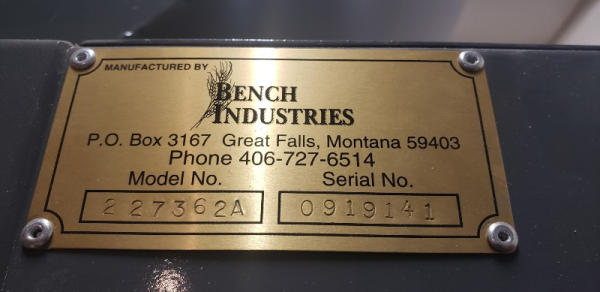 MANUFACTURED BY
BENCH
INDUSTRIES
P.O. Box 3167 Great Falls, Montana 59403
Phone 406-727-6514
Model No. Serial No.
227362A 0919141